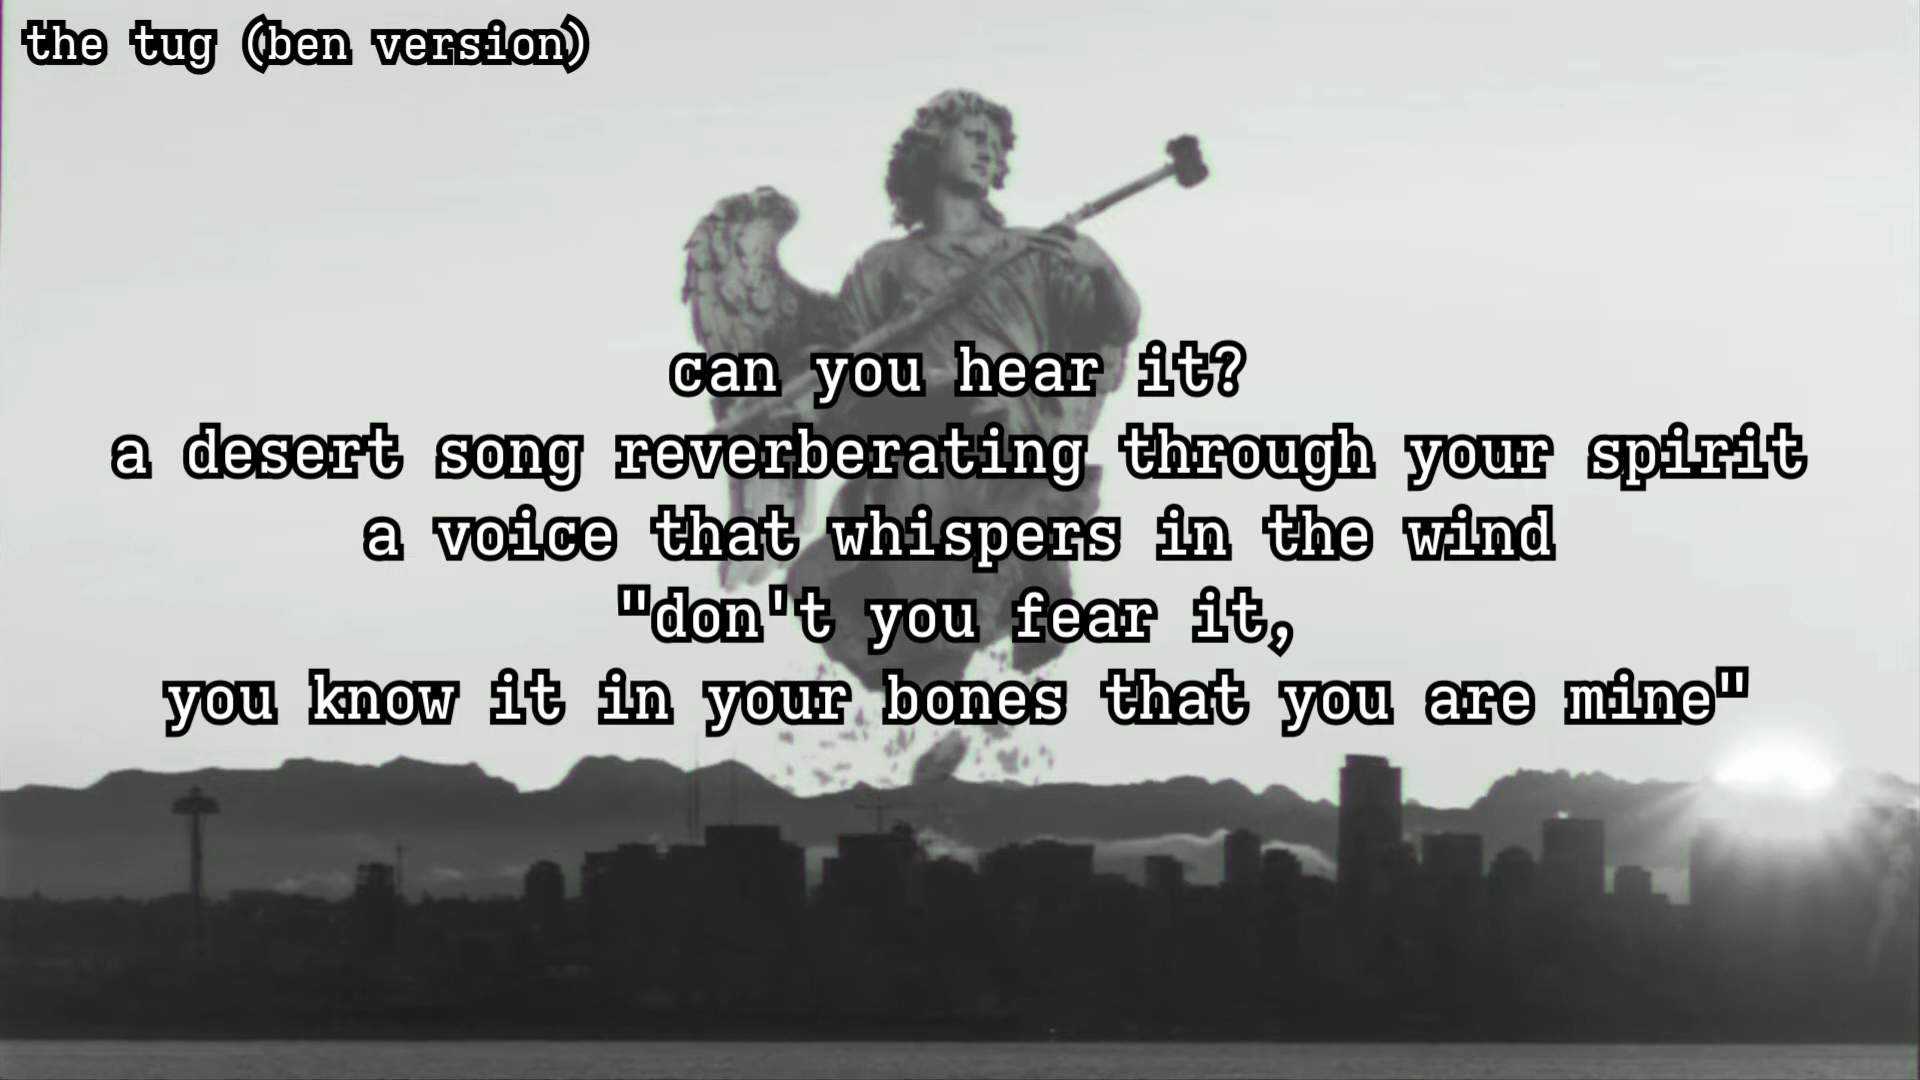 the tug (ben version)
can you hear it?
a desert song reverberating through your spirit
a voice that whispers in the wind
"don't you fear it,
you know it in your bones that you are mine"